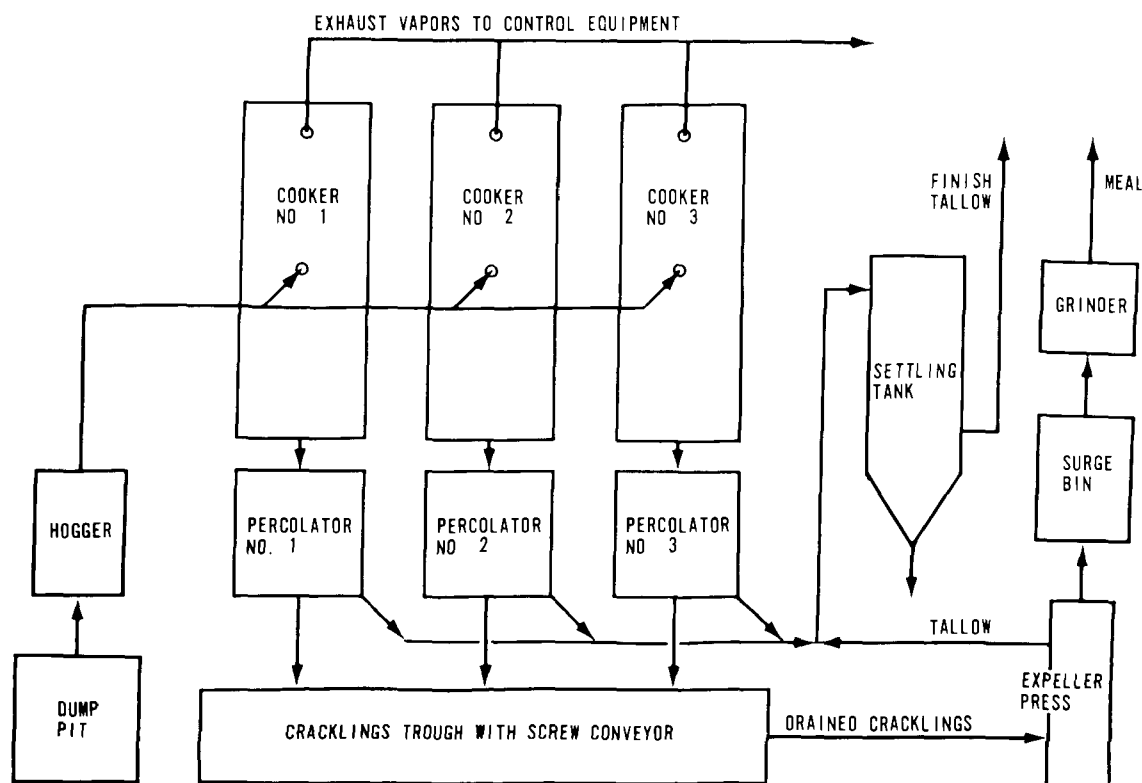 EXHAUST VAPORS TO CONTROL EQUIPMENT
COOKER
NO 1
COOKER
NO 2
COOKER
NO 3
FINISH
TALLOW
MEAL
GRINDER
SETTLING
TANK
SURGE
BIN
HOGGER
PERCOLATOR
NO. 1
PERCOLATOR
NO 2
PERCOLATOR
NO 3
TALLOW
DUMP
PIT
CRACKLINGS TROUGH WITH SCREW CONVEYOR
DRAINED CRACKLINGS
EXPELLER
PRESS